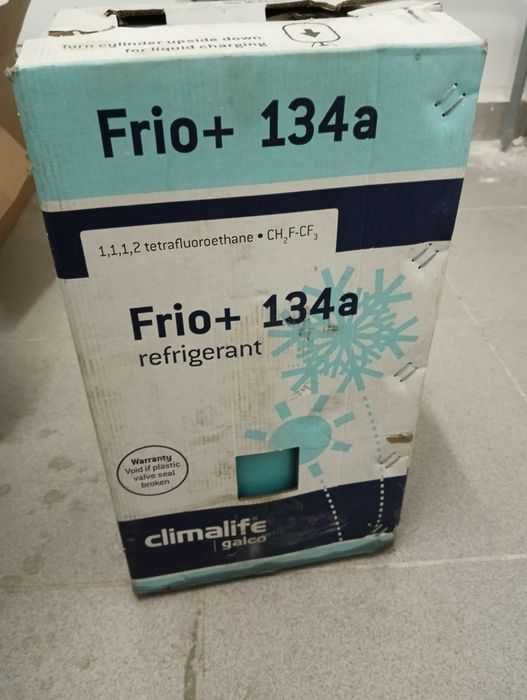 Turn cylinder upside down
for liquid charging
Frio+ 134a
1,1,1,2 tetrafluoroethane • CH₂F-CF₃
Frio+ 134a
refrigerant
Warranty
Void if plastic
valve seal
broken
climalife
galco